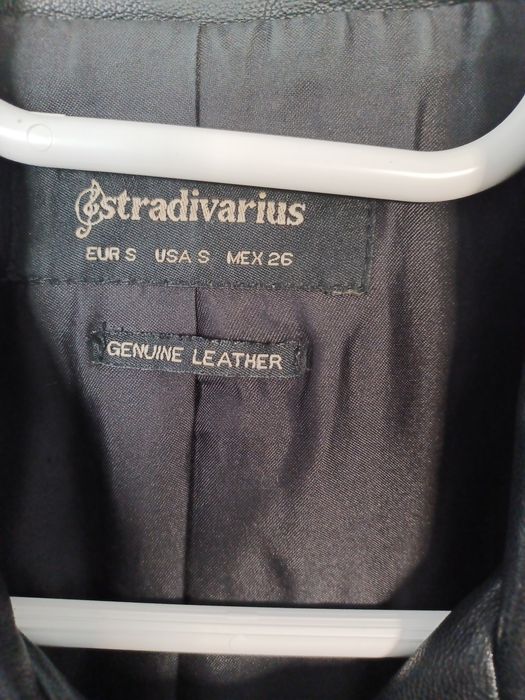 stradivarius
EUR S USA S MEX 26
GENUINE LEATHER